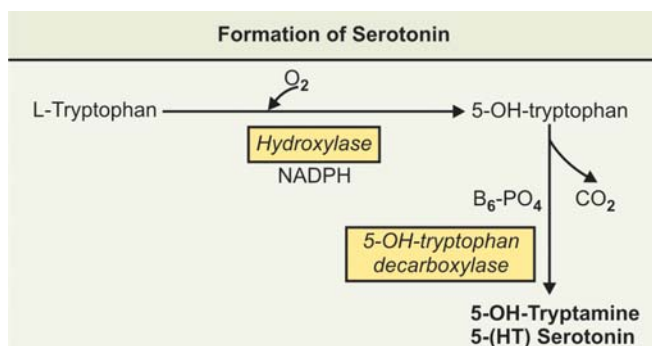 Formation of Serotonin
O₂
L-Tryptophan
5-OH-tryptophan
Hydroxylase
NADPH
B₆-PO₄
CO₂
5-OH-tryptophan
decarboxylase
5-OH-Tryptamine
5-(HT) Serotonin